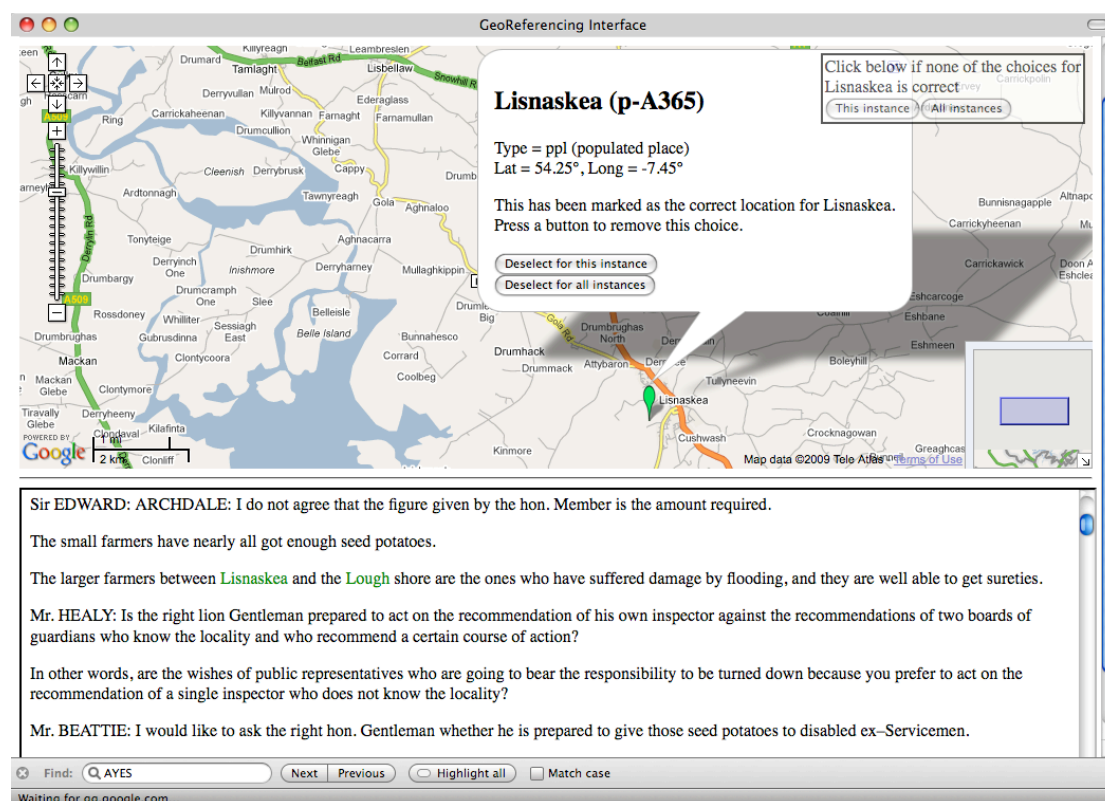 GeoReferencing Interface
Killyreagh
Leambreslen
Drumard
Tamlaght
Belfast Rd
Lisbellaw
Snowhill R
Derryvullan
Mulrod
Ederaglass
Ring
Carrickaheenan
Killyvannan
Farnaght
Farnamullan
Drumcullion
Whinnigan
Glebe
Killywillin
Cleenish
Derrybrusk
Cappy
Drumb
Ardtonnagh
Tawnyreagh
Gola
Aghnaloo
Derrylin Rd
Tonyteige
Aghnacarra
Drumhirk
Derryinch
One
Inishmore
Derryharney
Mullaghkippin
Drumbargy
Drumcramph
One
Slee
A509
Rossdoney
Whilliter
Belleisle
Sessiagh
East
Drumbrughas
Gubrusdinna
Belle Island
Bunnahesco
Mackan
Clontycoora
Corrard
Coolbeg
Mackan
Glebe
Clontymore
Tiravally
Glebe
Derryheeny
Clondaval
Kilafinta
POWERED BY
Google
1 mi
2 km
Clonliff
Kinmore
Lisnaskea (p-A365)
Type = ppl (populated place)
Lat = 54.25°, Long = -7.45°
This has been marked as the correct location for Lisnaskea.
Press a button to remove this choice.
Deselect for this instance
Deselect for all instances
Click below if none of the choices for
Lisnaskea is correct
This instance
All instances
Carrickpolin
Bunnisnagapple
Altnapo
Carrickyheenan
Mu
Carrickawick
Doon A
Eshclea
Eshcarcoge
Eshbane
Eshmeen
Big
Gola Rd
Drumbrughas
North
Drumhack
Drummack
Attybaron
Boleyhill
Tullyneevin
Lisnaskea
Cushwash
Crocknagowan
Greaghcas
Map data ©2009 Tele Atlas
Terms of Use
Sir EDWARD: ARCHDALE: I do not agree that the figure given by the hon. Member is the amount required.
The small farmers have nearly all got enough seed potatoes.
The larger farmers between Lisnaskea and the Lough shore are the ones who have suffered damage by flooding, and they are well able to get sureties.
Mr. HEALY: Is the right lion Gentleman prepared to act on the recommendation of his own inspector against the recommendations of two boards of
guardians who know the locality and who recommend a certain course of action?
In other words, are the wishes of public representatives who are going to bear the responsibility to be turned down because you prefer to act on the
recommendation of a single inspector who does not know the locality?
Mr. BEATTIE: I would like to ask the right hon. Gentleman whether he is prepared to give those seed potatoes to disabled ex–Servicemen.
Find:
AYES
Next
Previous
Highlight all
Match case
Waiting for gg.google.com